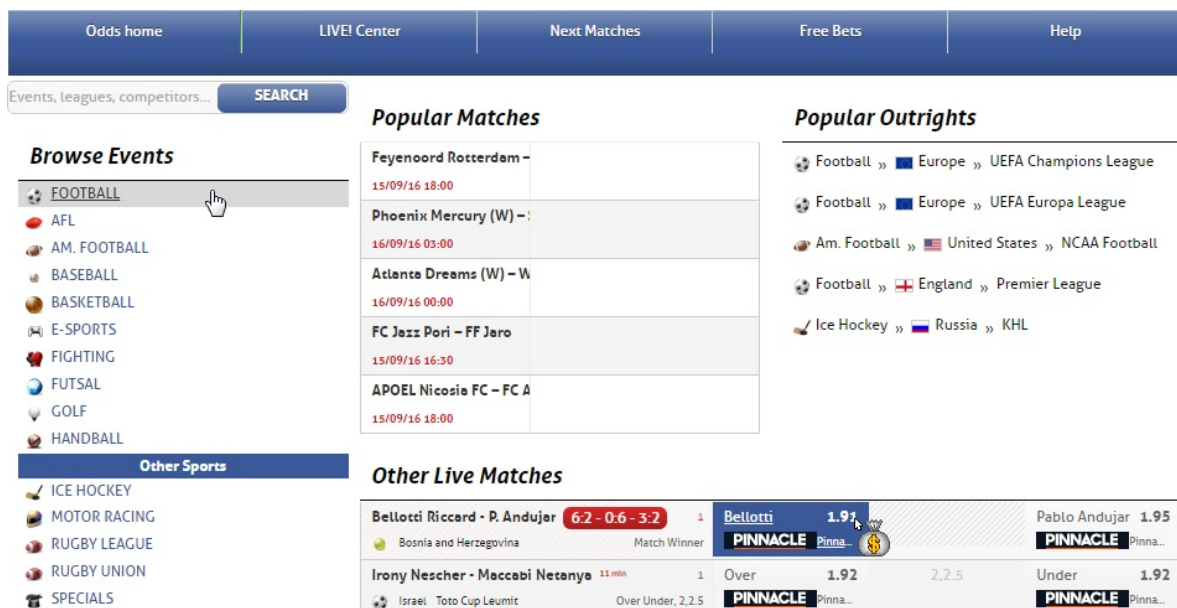 Odds home LIVE! Center Next Matches Free Bets Help
Events, leagues, competitors... SEARCH
Browse Events
FOOTBALL
AFL
AM. FOOTBALL
BASEBALL
BASKETBALL
E-SPORTS
FIGHTING
FUTSAL
GOLF
HANDBALL
Other Sports
ICE HOCKEY
MOTOR RACING
RUGBY LEAGUE
RUGBY UNION
SPECIALS
Popular Matches
Feyenoord Rotterdam –
15/09/16 18:00
Phoenix Mercury (W) –
16/09/16 03:00
Atlanta Dreams (W) – W
16/09/16 00:00
FC Jazz Pori – FF Jaro
15/09/16 16:30
APOEL Nicosia FC – FC A
15/09/16 18:00
Popular Outrights
Football » Europe » UEFA Champions League
Football » Europe » UEFA Europa League
Am. Football » United States » NCAA Football
Football » England » Premier League
Ice Hockey » Russia » KHL
Other Live Matches
Bellotti Riccard - P. Andujar 6:2 - 0:6 - 3:2 1 Bellotti 1.91 Pablo Andujar 1.95
Bosnia and Herzegovina Match Winner PINNACLE Pinna... PINNACLE Pinna...
Irony Nescher - Maccabi Netanya 11 min 1 Over 1.92 2,2.5 Under 1.92
Israel Toto Cup Leumit Over Under, 2,2.5 PINNACLE Pinna... PINNACLE Pinna...